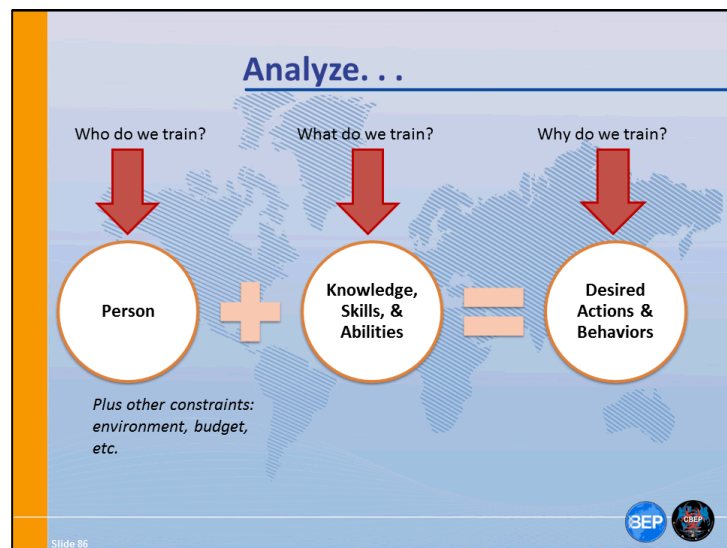 Analyze. . .
Who do we train?
What do we train?
Why do we train?
Person
Knowledge,
Skills, &
Abilities
Desired
Actions &
Behaviors
Plus other constraints:
environment, budget,
etc.
BEP
CBEP
Slide 86